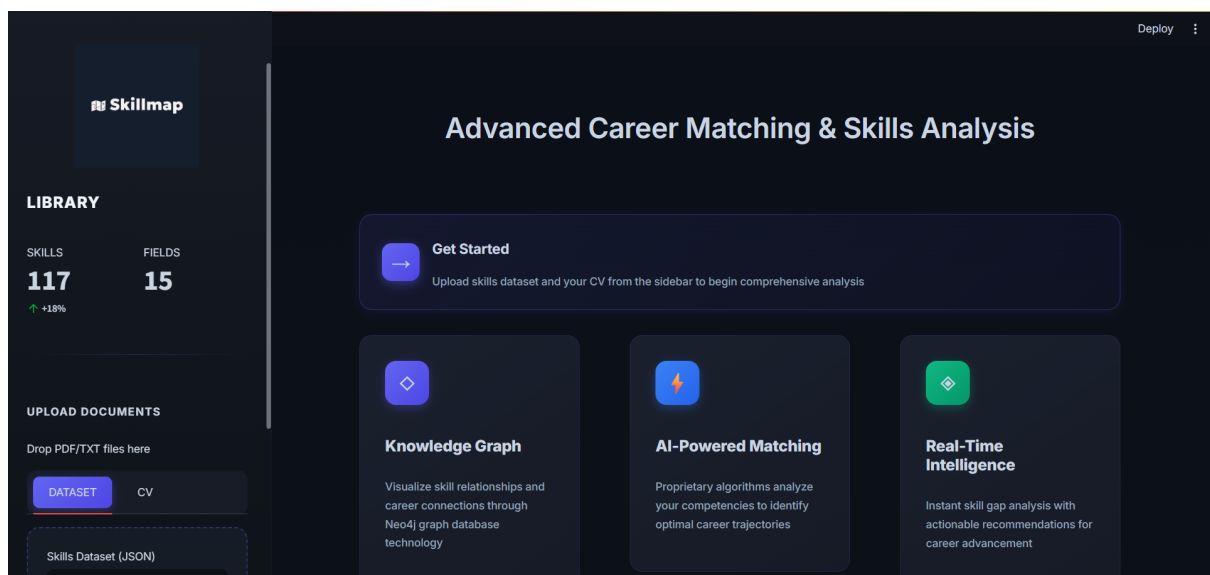 Deploy
Skillmap
LIBRARY
SKILLS
FIELDS
117
15
+18%
UPLOAD DOCUMENTS
Drop PDF/TXT files here
DATASET
CV
Skills Dataset (JSON)
Advanced Career Matching & Skills Analysis
Get Started
Upload skills dataset and your CV from the sidebar to begin comprehensive analysis
Knowledge Graph
Visualize skill relationships and
career connections through
Neo4j graph database
technology
AI-Powered Matching
Proprietary algorithms analyze
your competencies to identify
optimal career trajectories
Real-Time
Intelligence
Instant skill gap analysis with
actionable recommendations for
career advancement